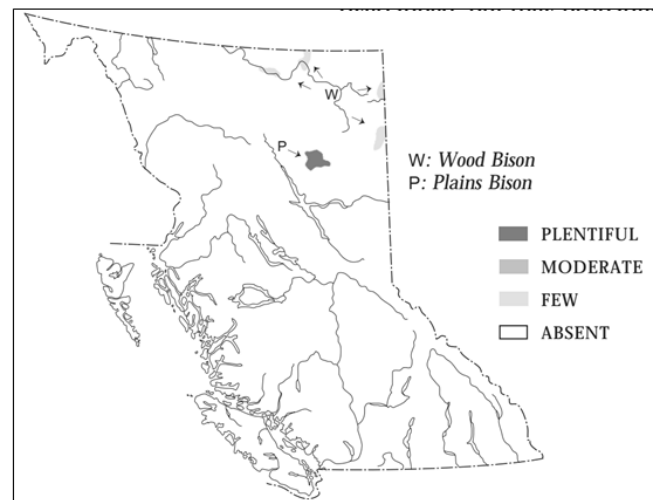 W
P
W: Wood Bison
P: Plains Bison
PLENTIFUL
MODERATE
FEW
ABSENT